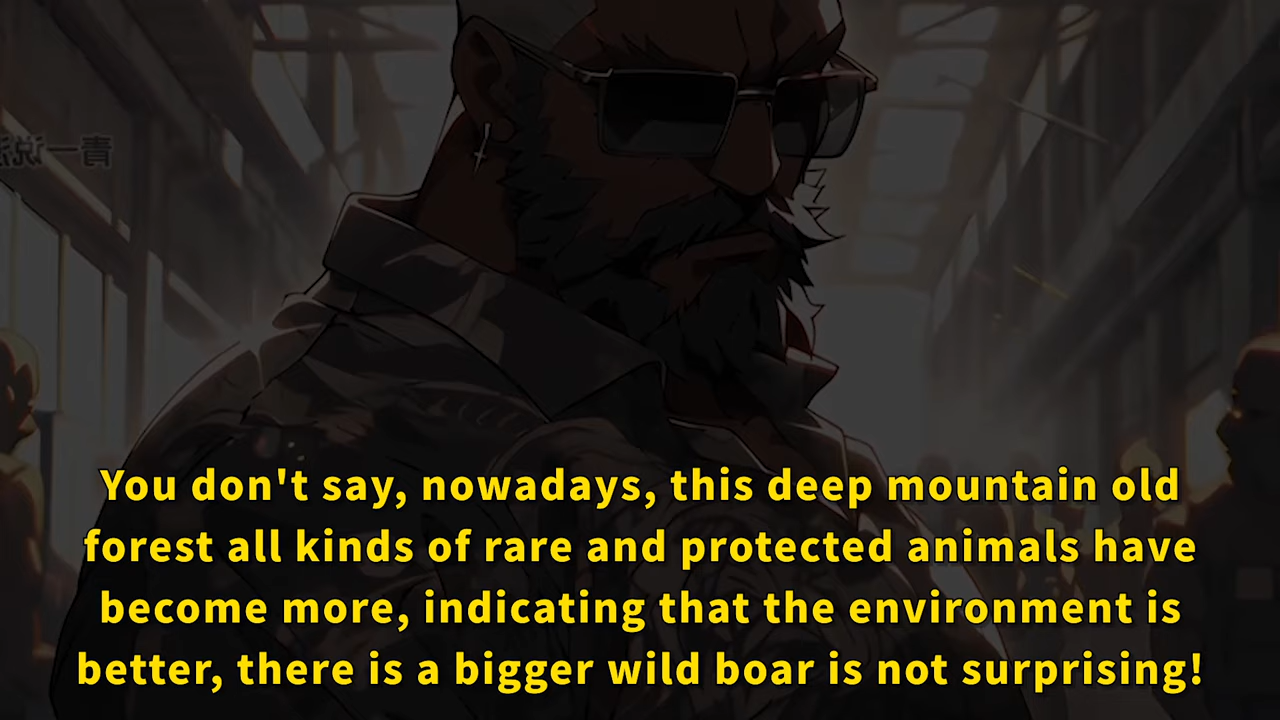 You don't say, nowadays, this deep mountain old
forest all kinds of rare and protected animals have
become more, indicating that the environment is
better, there is a bigger wild boar is not surprising!